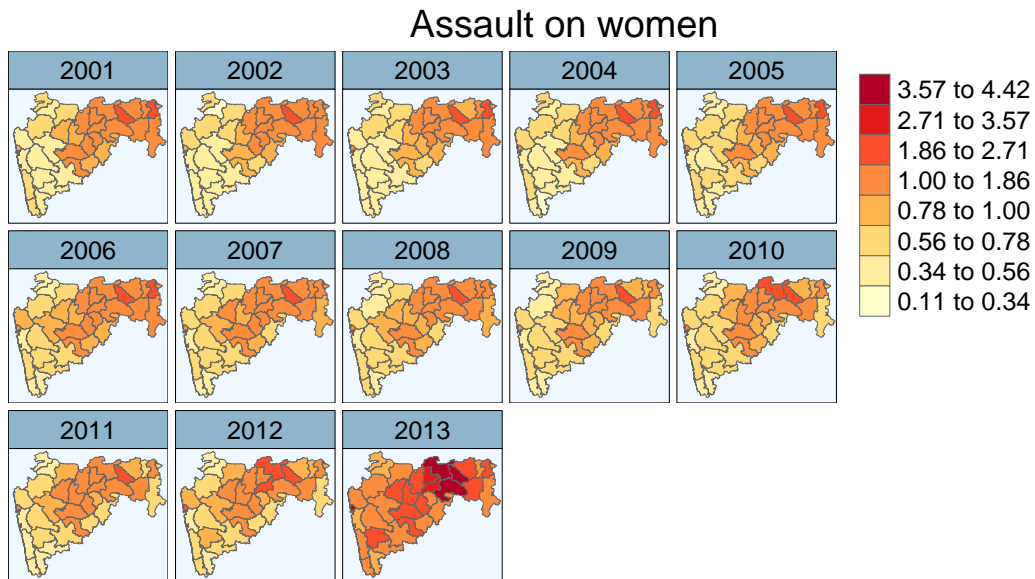 Assault on women
2001
2002
2003
2004
2005
2006
2007
2008
2009
2010
2011
2012
2013
3.57 to 4.42
2.71 to 3.57
1.86 to 2.71
1.00 to 1.86
0.78 to 1.00
0.56 to 0.78
0.34 to 0.56
0.11 to 0.34